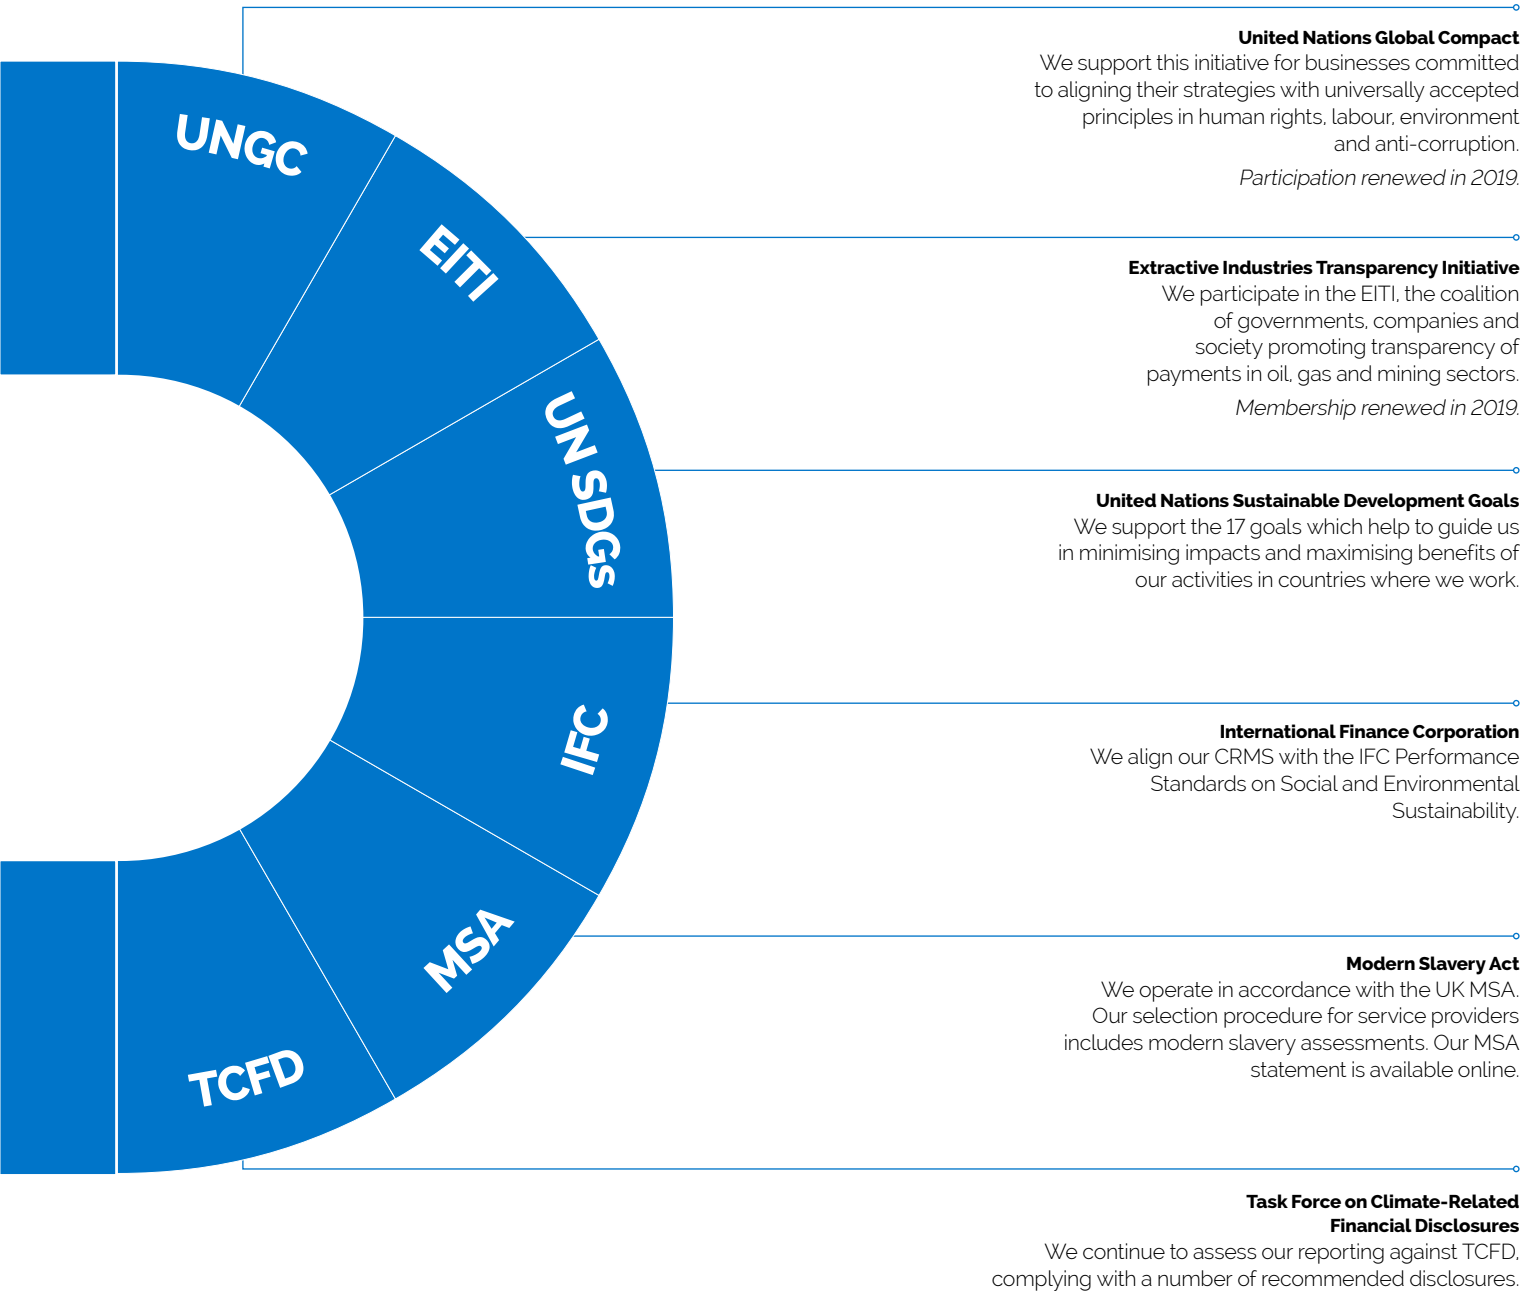 UNGC
United Nations Global Compact
We support this initiative for businesses committed
to aligning their strategies with universally accepted
principles in human rights, labour, environment
and anti-corruption.
Participation renewed in 2019.
EITI
Extractive Industries Transparency Initiative
We participate in the EITI, the coalition
of governments, companies and
society promoting transparency of
payments in oil, gas and mining sectors.
Membership renewed in 2019.
UN SDGs
United Nations Sustainable Development Goals
We support the 17 goals which help to guide us
in minimising impacts and maximising benefits of
our activities in countries where we work.
IFC
International Finance Corporation
We align our CRMS with the IFC Performance
Standards on Social and Environmental
Sustainability.
MSA
Modern Slavery Act
We operate in accordance with the UK MSA.
Our selection procedure for service providers
includes modern slavery assessments. Our MSA
statement is available online.
TCFD
Task Force on Climate-Related
Financial Disclosures
We continue to assess our reporting against TCFD,
complying with a number of recommended disclosures.